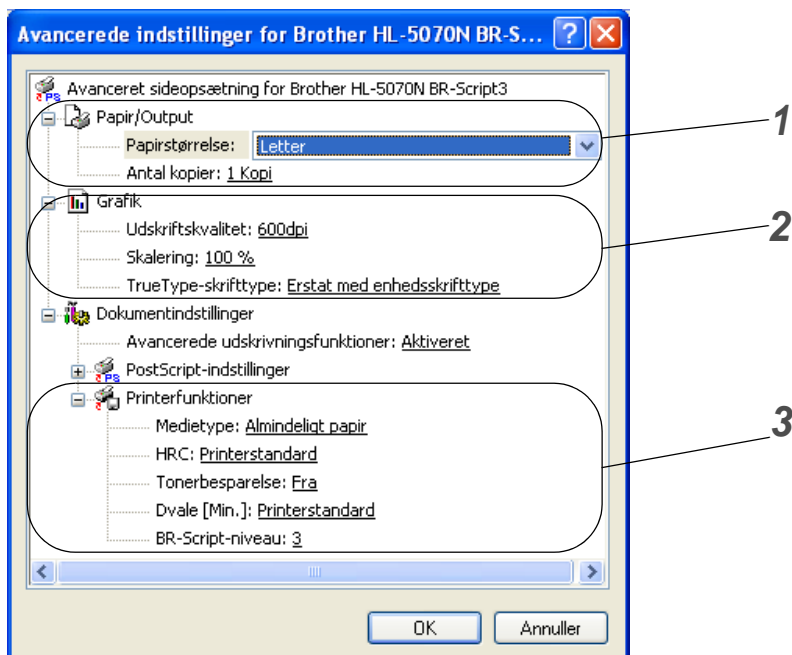 Avancerede indstillinger for Brother HL-5070N BR-S...
Avanceret sideopsætning for Brother HL-5070N BR-Script3
Papir/Output
Papirstørrelse: Letter
1
Antal kopier: 1 Kopi
Grafik
Udskriftskvalitet: 600dpi
2
Skalering: 100 %
TrueType-skrifttype: Erstat med enhedsskrifttype
Dokumentindstillinger
Avancerede udskrivningsfunktioner: Aktiveret
PS PostScript-indstillinger
Printerfunktioner
Medietype: Almindeligt papir
3
HRC: Printerstandard
Tonerbesparelse: Fra
Dvale [Min.]: Printerstandard
BR-Script-niveau: 3
OK Annuller